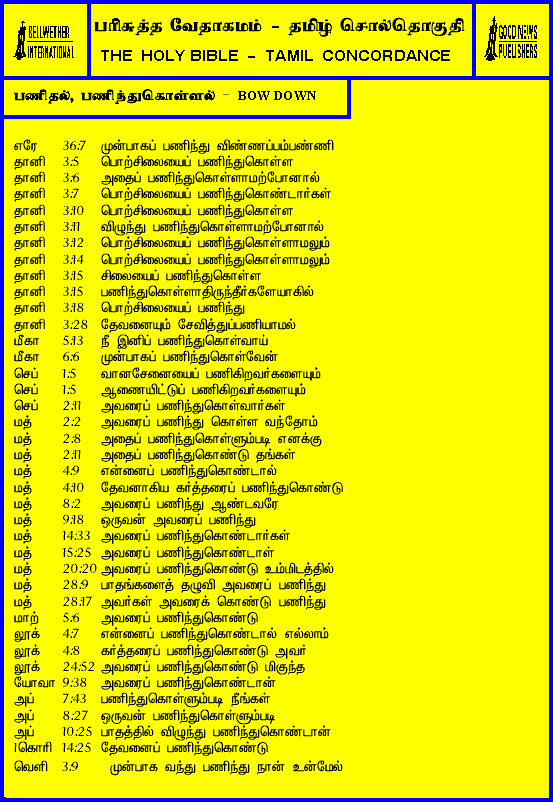 BELLWETHER INTERNATIONAL
பரிசுத்த வேதாகமம் - தமிழ் சொல்தொகுதி
THE HOLY BIBLE - TAMIL CONCORDANCE
GOOD NEWS PUBLISHERS
பணிதல், பணிந்துகொள்ளல் - BOW DOWN
எரே 36:7 முன்பாகப் பணிந்து விண்ணப்பம்பண்ணி
தானி 3:5 பொற்சிலையைப் பணிந்துகொள்ள
தானி 3:6 அதைப் பணிந்துகொள்ளாமற்போனால்
தானி 3:7 பொற்சிலையைப் பணிந்துகொண்டார்கள்
தானி 3:10 பொற்சிலையைப் பணிந்துகொள்ள
தானி 3:11 விழுந்து பணிந்துகொள்ளாமற்போனால்
தானி 3:12 பொற்சிலையைப் பணிந்துகொள்ளாமலும்
தானி 3:14 பொற்சிலையைப் பணிந்துகொள்ளாமலும்
தானி 3:15 சிலையைப் பணிந்துகொள்ள
தானி 3:15 பணிந்துகொள்ளாதிருந்தீர்களேயாகில்
தானி 3:18 பொற்சிலையைப் பணிந்து
தானி 3:28 தேவனையும் சேவித்துப்பணியாமல்
மீகா 5:13 நீ இனிப் பணிந்துகொள்வாய்
மீகா 6:6 முன்பாகப் பணிந்துகொள்வேன்
செப் 1:5 வானசேனையைப் பணிகிறவர்களையும்
செப் 1:5 ஆணையிட்டுப் பணிகிறவர்களையும்
செப் 2:11 அவரைப் பணிந்துகொள்வார்கள்
மத் 2:2 அவரைப் பணிந்து கொள்ள வந்தோம்
மத் 2:8 அதைப் பணிந்துகொள்ளும்படி எனக்கு
மத் 2:11 அதைப் பணிந்துகொண்டு தங்கள்
மத் 4:9 என்னைப் பணிந்துகொண்டால்
மத் 4:10 தேவனாகிய கர்த்தரைப் பணிந்துகொண்டு
மத் 8:2 அவரைப் பணிந்து ஆண்டவரே
மத் 9:18 ஒருவன் அவரைப் பணிந்து
மத் 14:33 அவரைப் பணிந்துகொண்டார்கள்
மத் 15:25 அவரைப் பணிந்துகொண்டாள்
மத் 20:20 அவரைப் பணிந்துகொண்டு உம்மிடத்தில்
மத் 28:9 பாதங்களைத் தழுவி அவரைப் பணிந்து
மத் 28:17 அவர்கள் அவரைக் கொண்டு பணிந்து
மாற் 5:6 அவரைப் பணிந்துகொண்டு
லூக் 4:7 என்னைப் பணிந்துகொண்டால் எல்லாம்
லூக் 4:8 கர்த்தரைப் பணிந்துகொண்டு அவர்
லூக் 24:52 அவரைப் பணிந்துகொண்டு மிகுந்த
யோவா 9:38 அவரைப் பணிந்துகொண்டான்
அப் 7:43 பணிந்துகொள்ளும்படி நீங்கள்
அப் 8:27 ஒருவன் பணிந்துகொள்ளும்படி
அப் 10:25 பாதத்தில் விழுந்து பணிந்துகொண்டான்
1கொரி 14:25 தேவனைப் பணிந்துகொண்டு
வெளி 3:9 முன்பாக வந்து பணிந்து நான் உன்மேல்